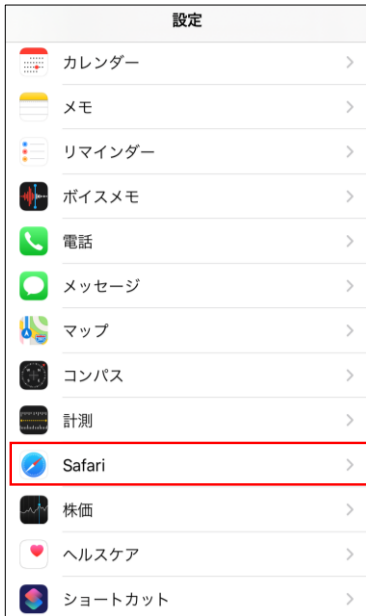 設定
カレンダー
メモ
リマインダー
ボイスメモ
電話
メッセージ
マップ
コンパス
計測
Safari
株価
ヘルスケア
ショートカット